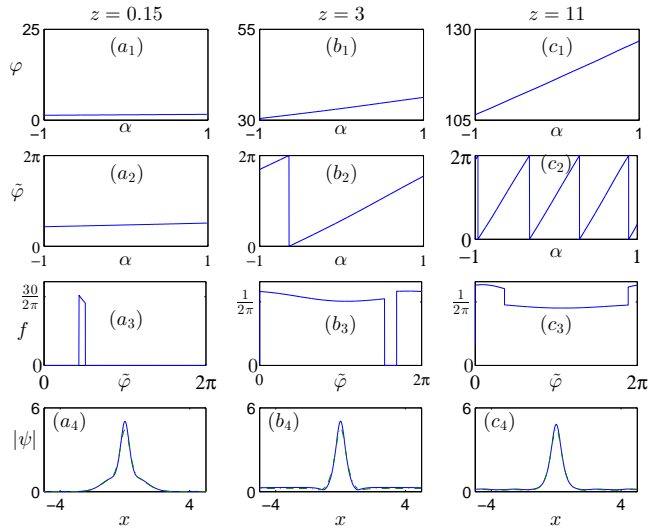 z = 0.15 z = 3 z = 11
25 55 130
(a₁) (b₁) (c₁)
φ
0 30 105
-1 α 1 -1 α 1 -1 α 1
2π 2π 2π
(a₂) (b₂) (c₂)
φ̃
0 0 0
-1 α 1 -1 α 1 -1 α 1
30/2π 1/2π 1/2π
f (a₃) (b₃) (c₃)
0 0 0
0 φ̃ 2π 0 φ̃ 2π 0 φ̃ 2π
6 6 6
(a₄) (b₄) (c₄)
|ψ|
0 0 0
-4 x 4 -4 x 4 -4 x 4